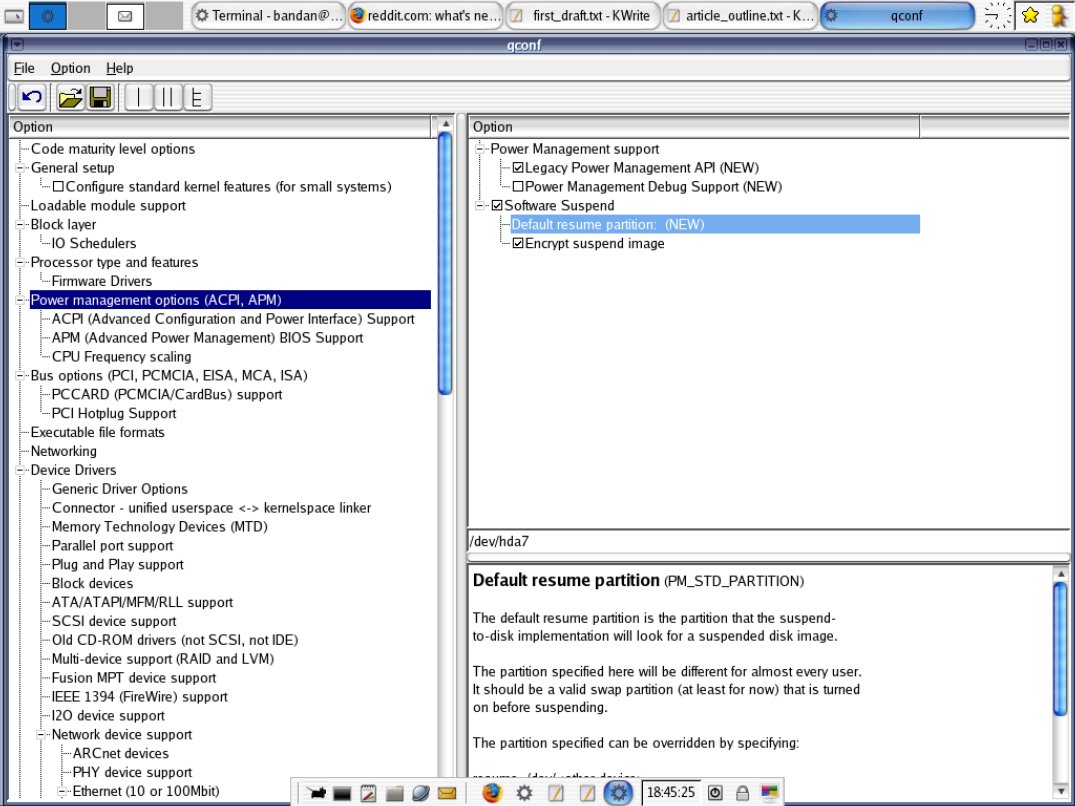 Terminal - bandan@...
reddit.com: what's ne...
first_draft.txt - KWrite
article_outline.txt - K...
qconf
qconf
File Option Help
Option
Code maturity level options
General setup
Configure standard kernel features (for small systems)
Loadable module support
Block layer
IO Schedulers
Processor type and features
Firmware Drivers
Power management options (ACPI, APM)
ACPI (Advanced Configuration and Power Interface) Support
APM (Advanced Power Management) BIOS Support
CPU Frequency scaling
Bus options (PCI, PCMCIA, EISA, MCA, ISA)
PCCARD (PCMCIA/CardBus) support
PCI Hotplug Support
Executable file formats
Networking
Device Drivers
Generic Driver Options
Connector - unified userspace <-> kernelspace linker
Memory Technology Devices (MTD)
Parallel port support
Plug and Play support
Block devices
ATA/ATAPI/MFM/RLL support
SCSI device support
Old CD-ROM drivers (not SCSI, not IDE)
Multi-device support (RAID and LVM)
Fusion MPT device support
IEEE 1394 (FireWire) support
I2O device support
Network device support
ARCnet devices
PHY device support
Ethernet (10 or 100Mbit)
Option
Power Management support
Legacy Power Management API (NEW)
Power Management Debug Support (NEW)
Software Suspend
Default resume partition: (NEW)
Encrypt suspend image
/dev/hda7
Default resume partition (PM_STD_PARTITION)
The default resume partition is the partition that the suspend-
to-disk implementation will look for a suspended disk image.
The partition specified here will be different for almost every user.
It should be a valid swap partition (at least for now) that is turned
on before suspending.
The partition specified can be overridden by specifying:
18:45:25